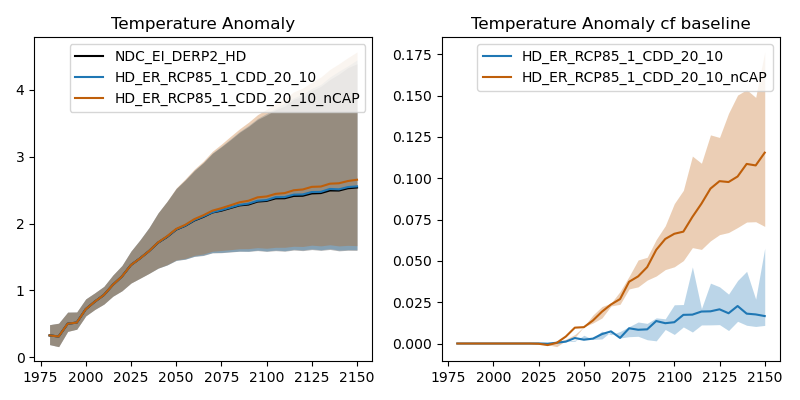 Temperature Anomaly
NDC_EI_DERP2_HD
HD_ER_RCP85_1_CDD_20_10
HD_ER_RCP85_1_CDD_20_10_nCAP
4
3
2
1
0
1975 2000 2025 2050 2075 2100 2125 2150
Temperature Anomaly cf baseline
HD_ER_RCP85_1_CDD_20_10
HD_ER_RCP85_1_CDD_20_10_nCAP
0.175
0.150
0.125
0.100
0.075
0.050
0.025
0.000
1975 2000 2025 2050 2075 2100 2125 2150